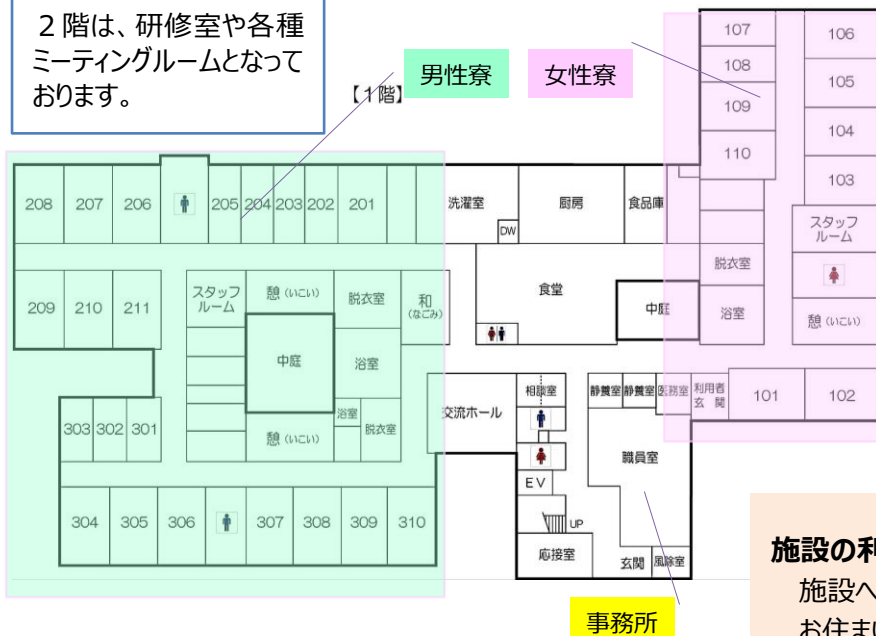 ２階は、研修室や各種
ミーティングルームとなって
おります。
【１階】
男性寮
女性寮
107
106
108
105
109
104
110
103
スタッフ
ルーム
脱衣室
浴室
憩（いこい）
利用者
玄関
101
102
208
207
206
205
204
203
202
201
洗濯室
DW
厨房
食品庫
食堂
中庭
209
210
211
スタッフ
ルーム
憩（いこい）
脱衣室
和
（なごみ）
中庭
浴室
浴室
脱衣室
憩（いこい）
303
302
301
304
305
306
307
308
309
310
交流ホール
相談室
静養室
静養室
医務室
職員室
EV
UP
応接室
玄関
風除室
事務所
施設の利
施設へ
お住まい